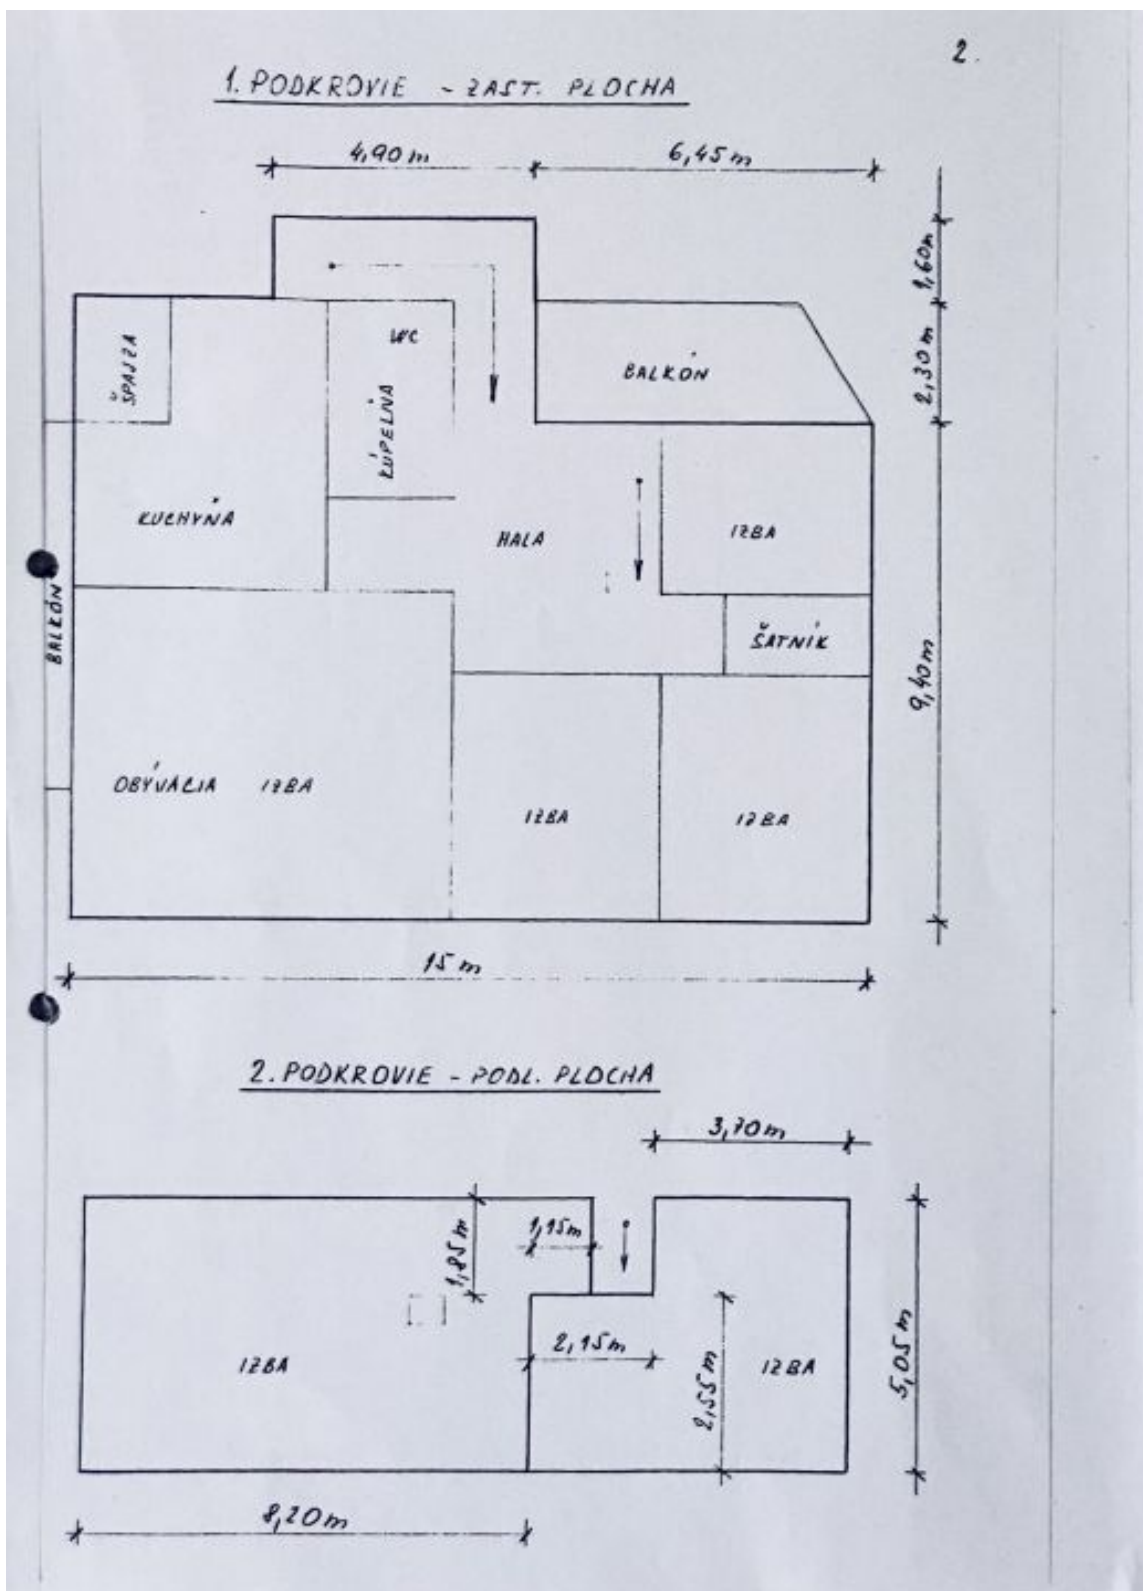 2.
1. PODKROVIE - ZAST. PLOCHA
4,90 m
6,45 m
1,60 m
2,30 m
9,40 m
ŠPAJZA
WC
KÚPEĽŇA
BALKÓN
KUCHYŇA
HALA
IZBA
ŠATNÍK
BALKÓN
OBÝVACIA IZBA
IZBA
IZBA
15 m
2. PODKROVIE - PODL. PLOCHA
3,70 m
1,85 m
1,15 m
2,15 m
2,55 m
5,05 m
IZBA
IZBA
8,20 m